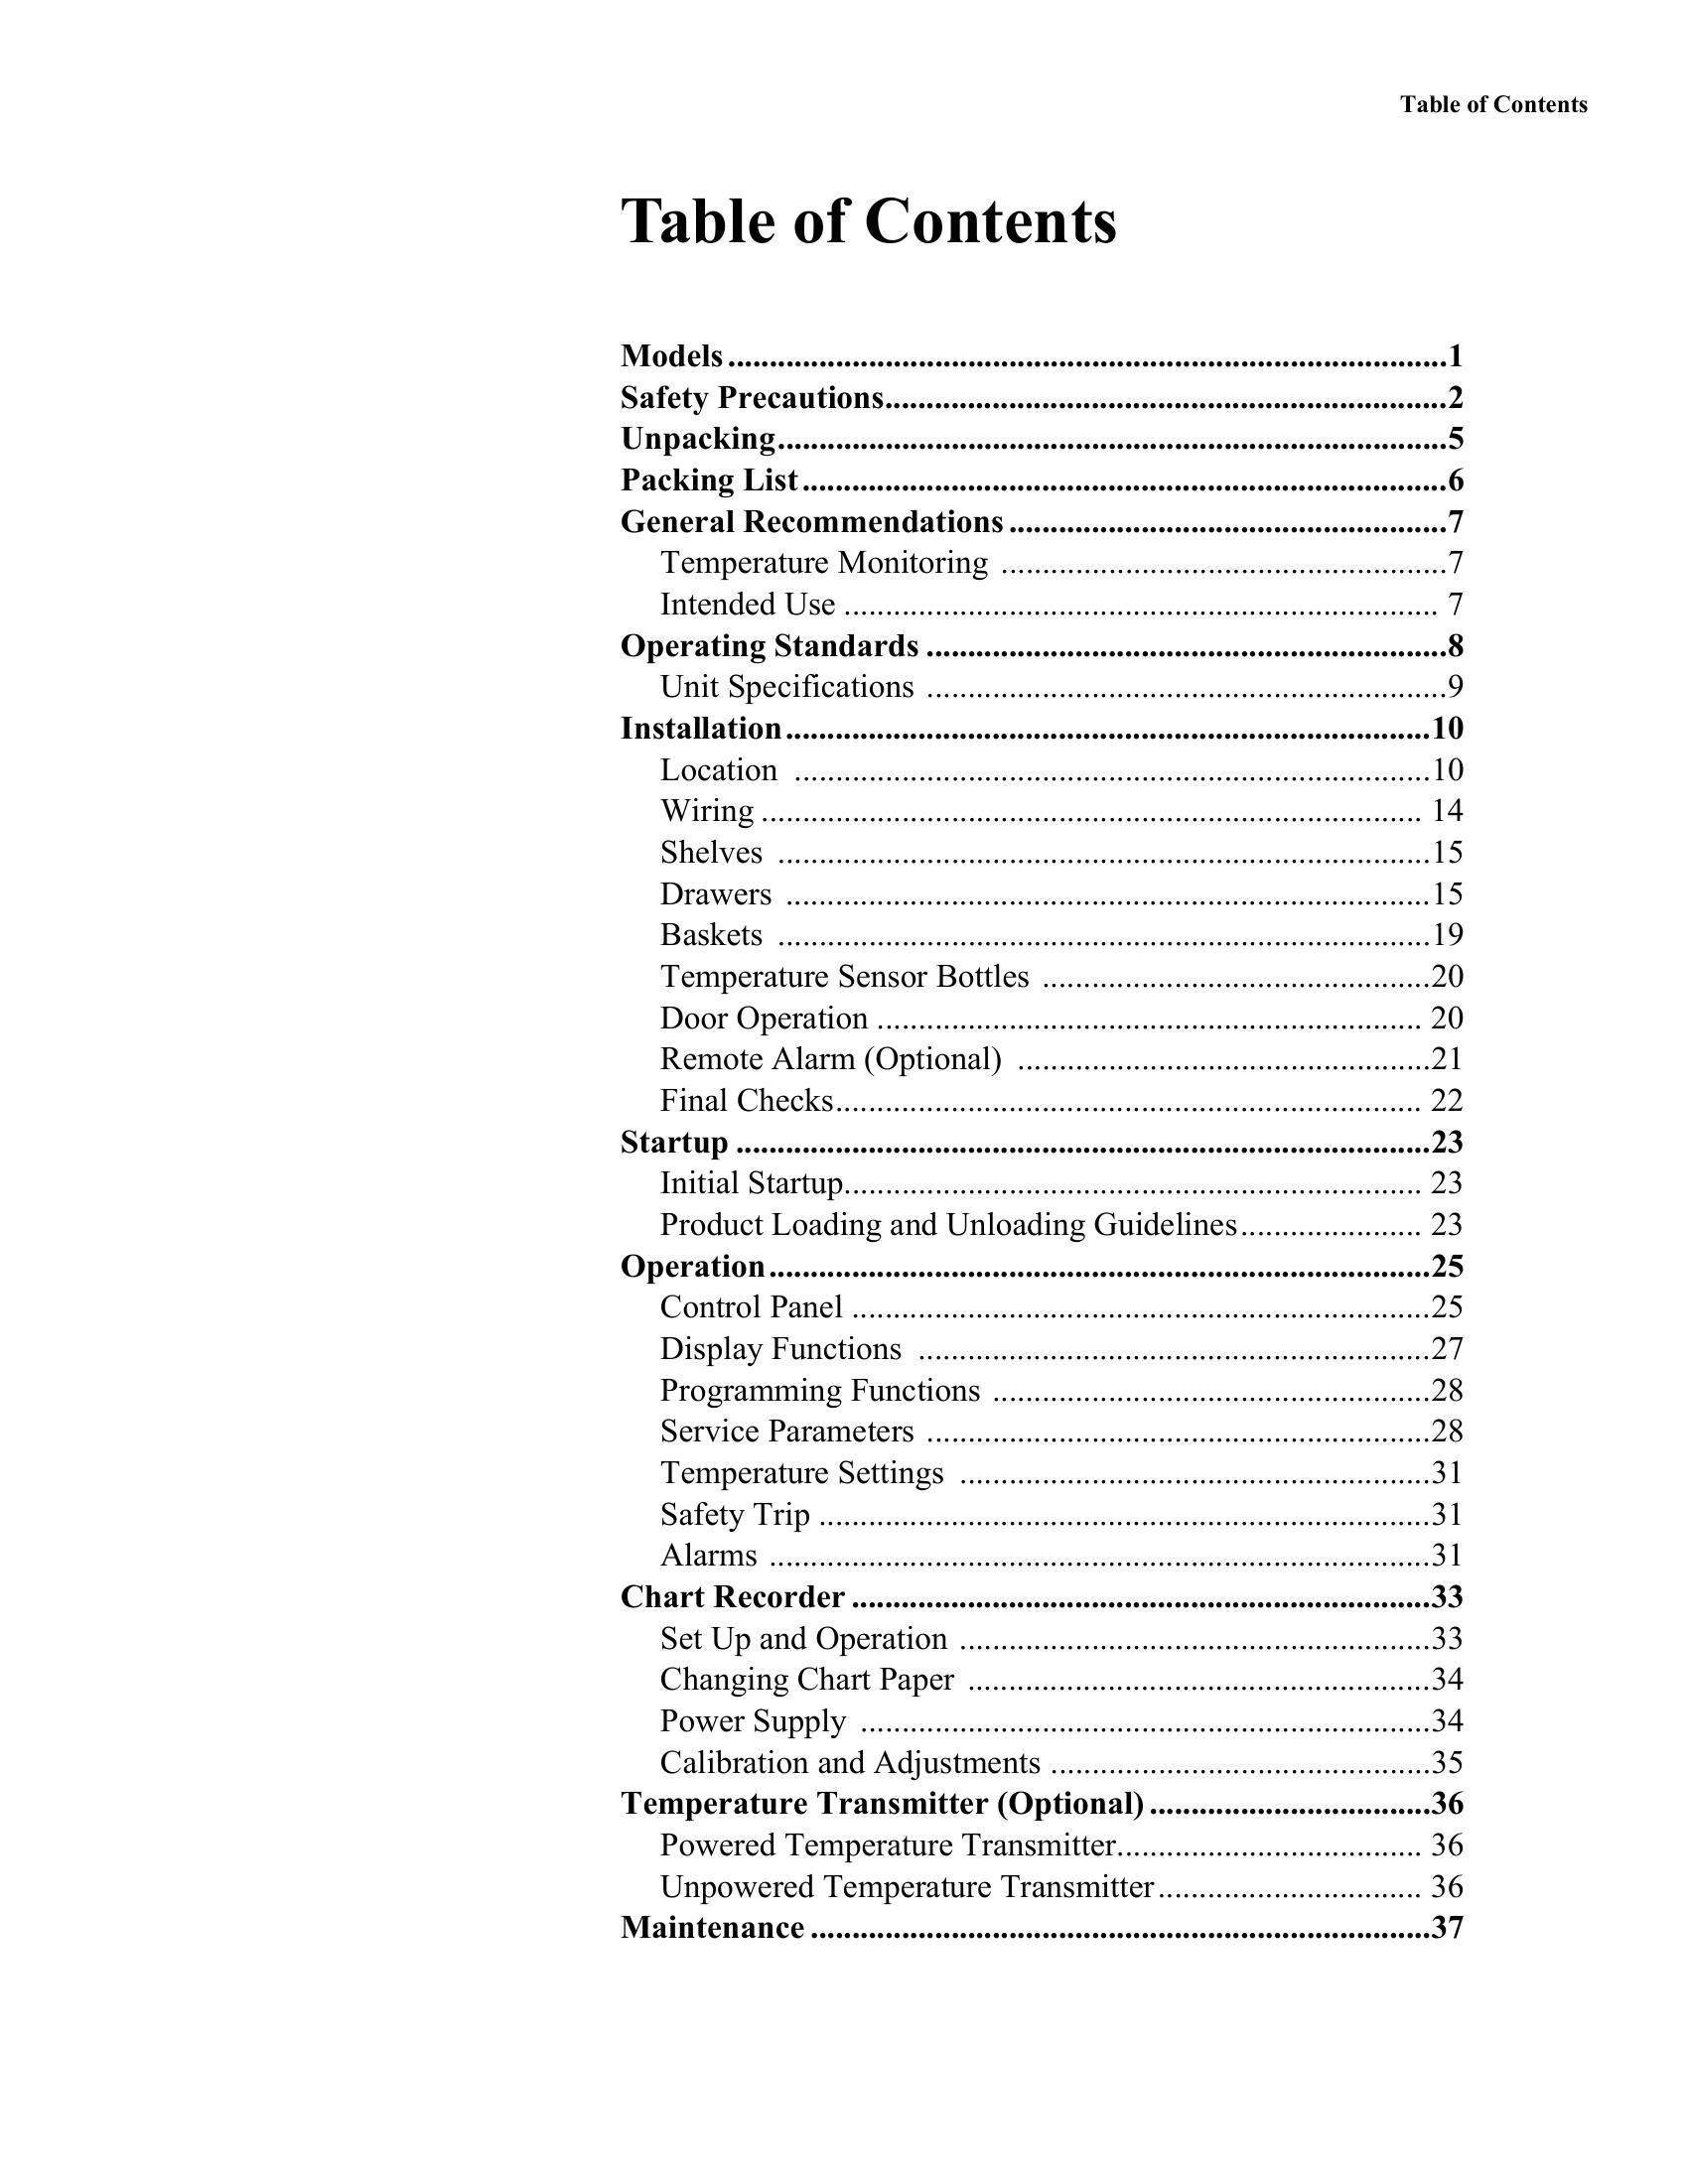 Table of Contents
Table of Contents
Models.......................................................................................1
Safety Precautions....................................................................2
Unpacking.................................................................................5
Packing List..............................................................................6
General Recommendations.....................................................7
Temperature Monitoring ......................................................7
Intended Use ........................................................................ 7
Operating Standards...............................................................8
Unit Specifications ...............................................................9
Installation..............................................................................10
Location .............................................................................10
Wiring ................................................................................ 14
Shelves ...............................................................................15
Drawers ..............................................................................15
Baskets ...............................................................................19
Temperature Sensor Bottles ...............................................20
Door Operation .................................................................. 20
Remote Alarm (Optional) ..................................................21
Final Checks....................................................................... 22
Startup....................................................................................23
Initial Startup...................................................................... 23
Product Loading and Unloading Guidelines...................... 23
Operation................................................................................25
Control Panel ......................................................................25
Display Functions ..............................................................27
Programming Functions .....................................................28
Service Parameters .............................................................28
Temperature Settings .........................................................31
Safety Trip ..........................................................................31
Alarms ................................................................................31
Chart Recorder......................................................................33
Set Up and Operation .........................................................33
Changing Chart Paper ........................................................34
Power Supply .....................................................................34
Calibration and Adjustments ..............................................35
Temperature Transmitter (Optional)..................................36
Powered Temperature Transmitter..................................... 36
Unpowered Temperature Transmitter................................ 36
Maintenance...........................................................................37